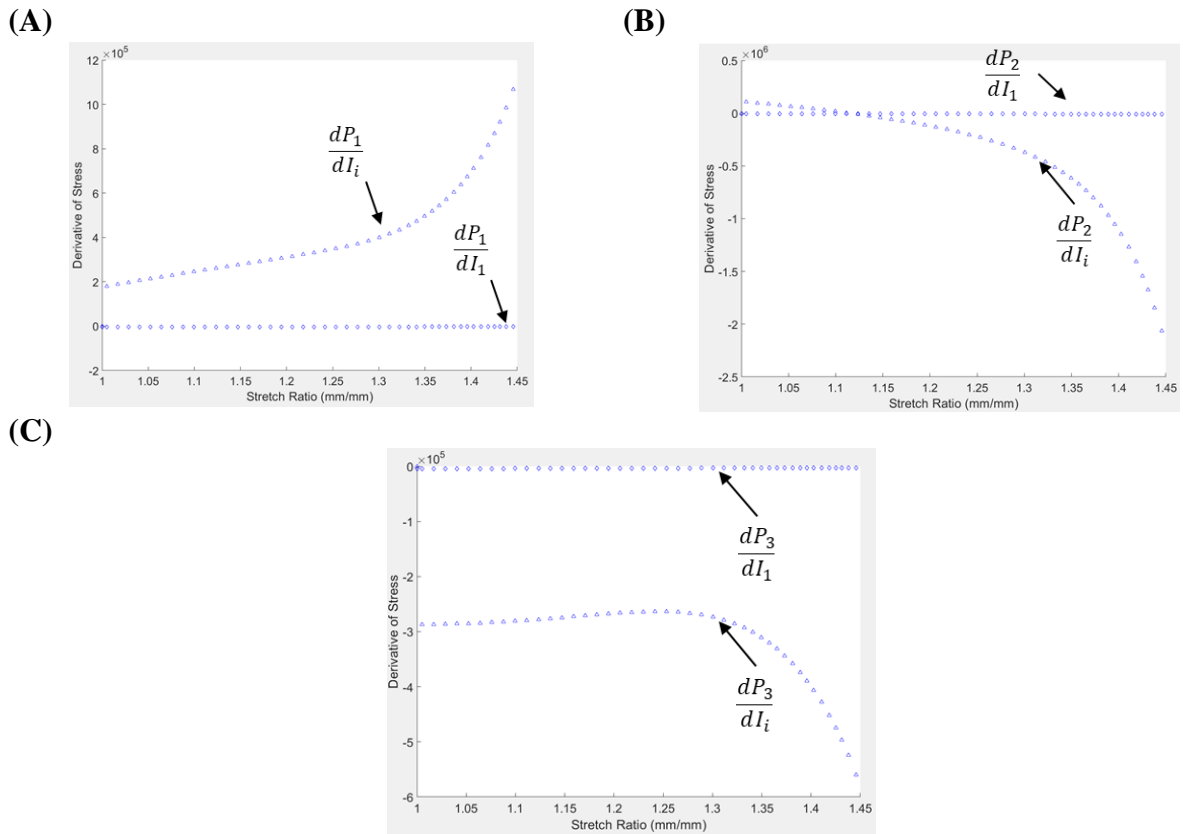 (A)
(B)
×10⁵
12
10
8
6
4
2
0
-2
Derivative of Stress
dP₁
dIᵢ
dP₁
dI₁
1 1.05 1.1 1.15 1.2 1.25 1.3 1.35 1.4 1.45
Stretch Ratio (mm/mm)
×10⁶
0.5
0
-0.5
-1
-1.5
-2
-2.5
Derivative of Stress
dP₂
dI₁
dP₂
dIᵢ
1 1.05 1.1 1.15 1.2 1.25 1.3 1.35 1.4 1.45
Stretch Ratio (mm/mm)
(C)
×10⁵
0
-1
-2
-3
-4
-5
-6
Derivative of Stress
dP₃
dI₁
dP₃
dIᵢ
1 1.05 1.1 1.15 1.2 1.25 1.3 1.35 1.4 1.45
Stretch Ratio (mm/mm)